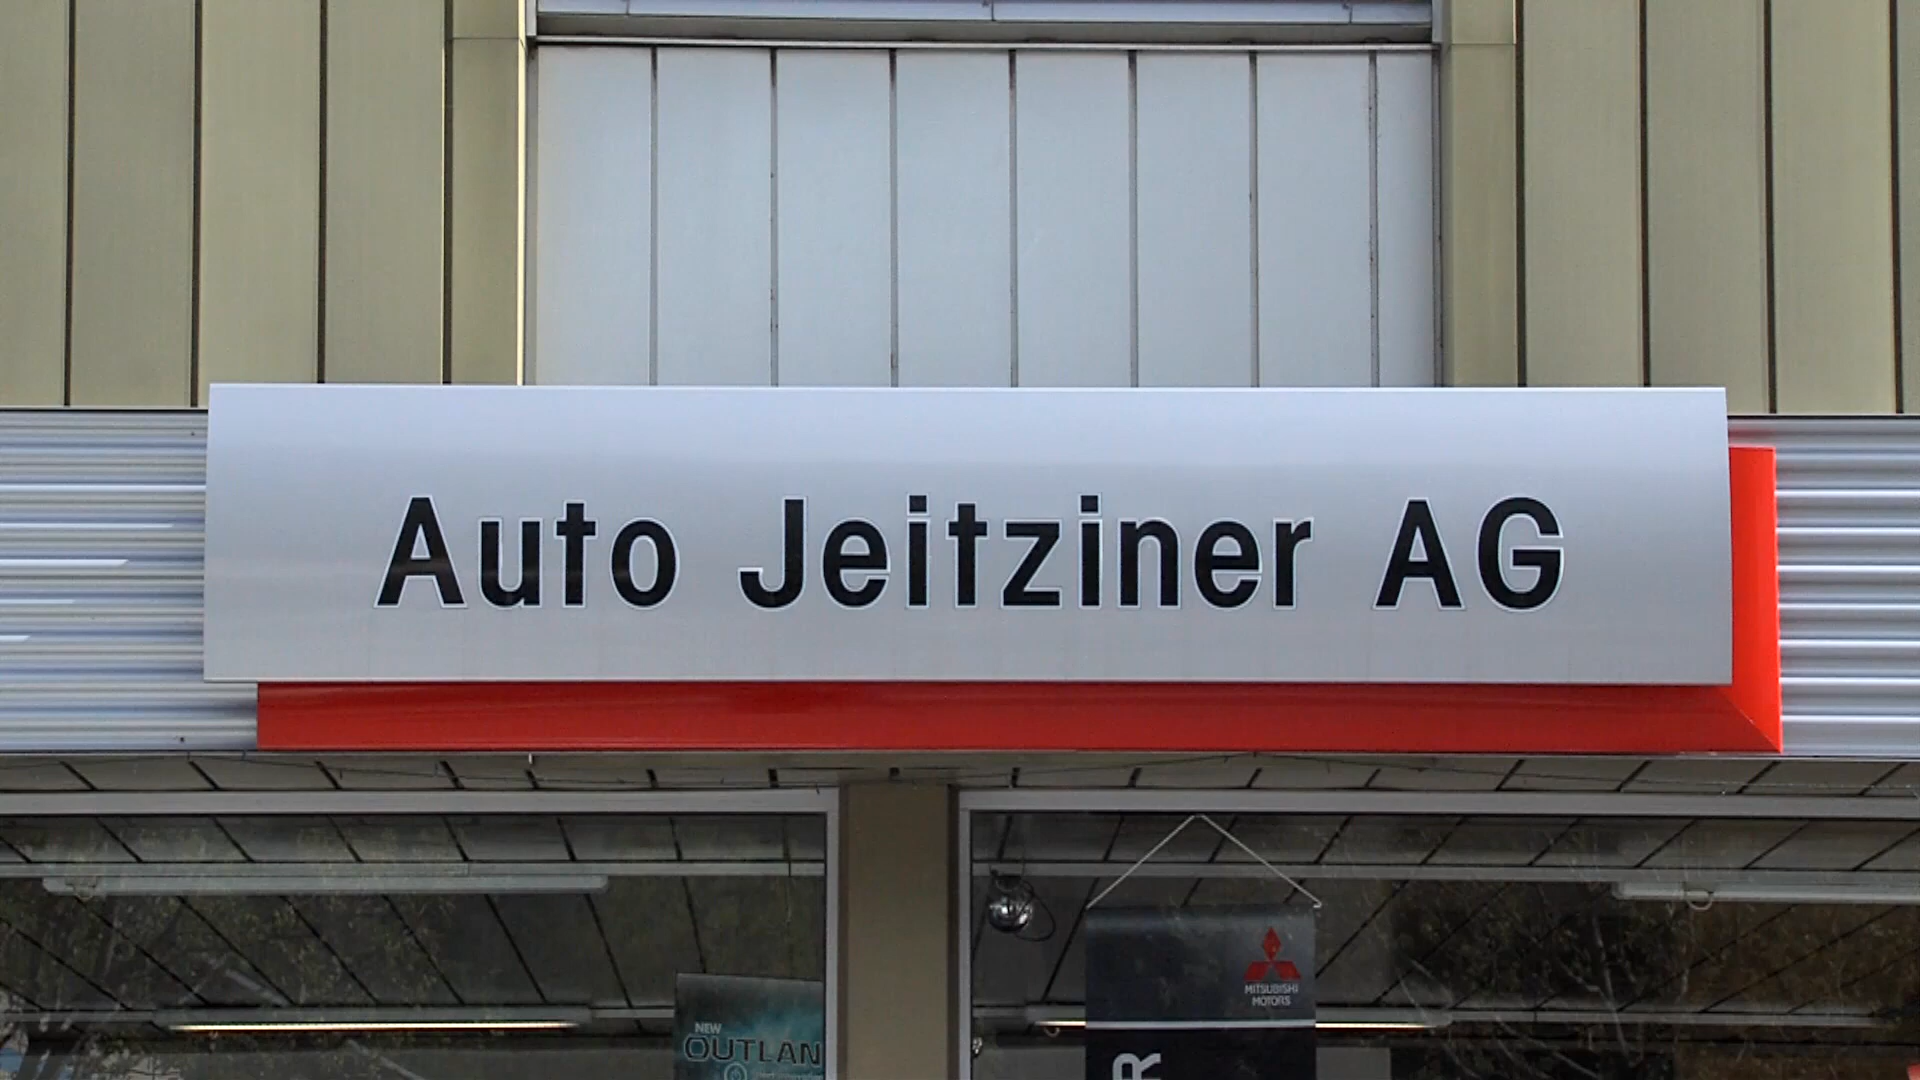 Auto Jeitziner AG
MITSUBISHI
MOTORS
NEW
OUTLAN
R